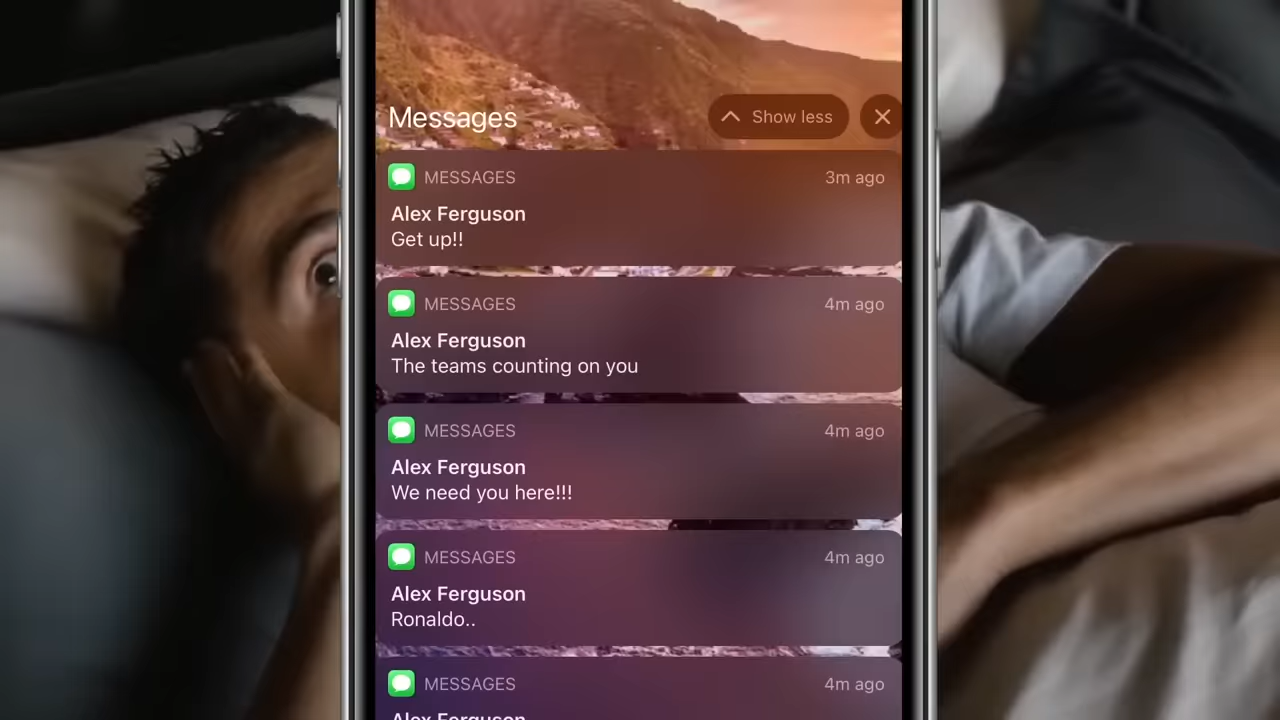 Messages
Show less
MESSAGES
3m ago
Alex Ferguson
Get up!!
MESSAGES
4m ago
Alex Ferguson
The teams counting on you
MESSAGES
4m ago
Alex Ferguson
We need you here!!!
MESSAGES
4m ago
Alex Ferguson
Ronaldo..
MESSAGES
4m ago
Alex Ferguson